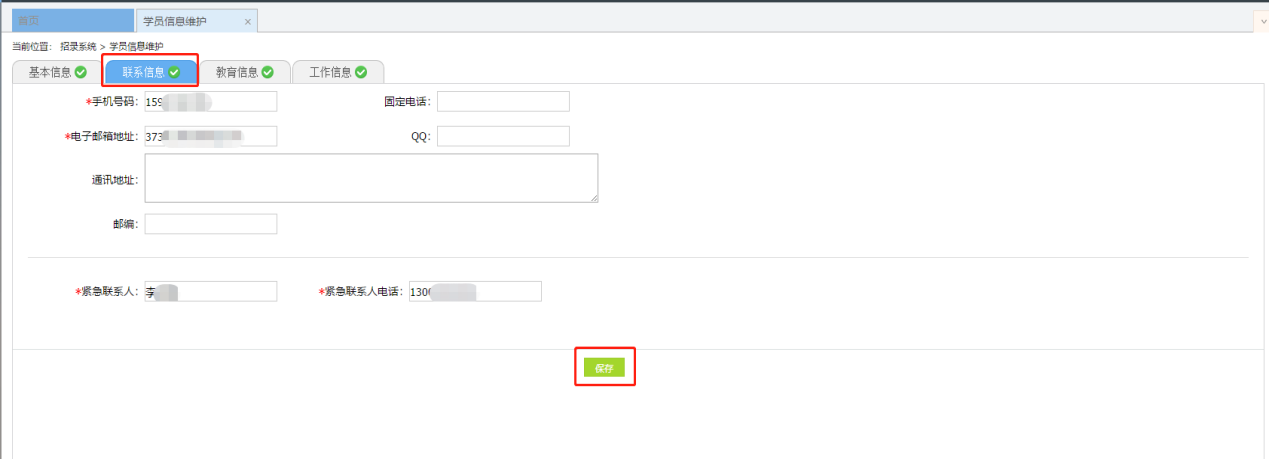 首页 学员信息维护 ×
当前位置： 招录系统 > 学员信息维护
基本信息 联系信息 教育信息 工作信息
*手机号码： 159 固定电话：
*电子邮箱地址： 373 QQ：
通讯地址：
邮编：
*紧急联系人： 李 *紧急联系人电话： 130
保存